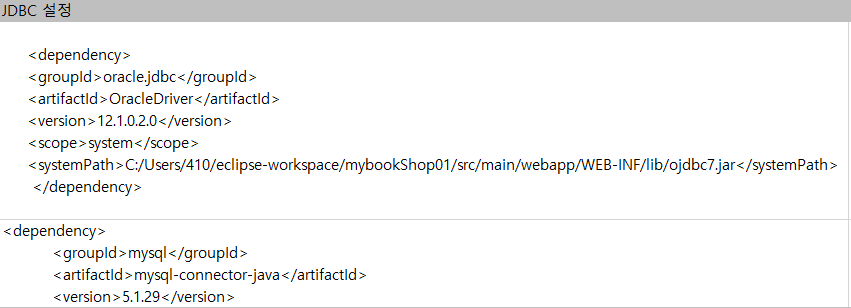 JDBC 설정
<dependency>
<groupId>oracle.jdbc</groupId>
<artifactId>OracleDriver</artifactId>
<version>12.1.0.2.0</version>
<scope>system</scope>
<systemPath>C:/Users/410/eclipse-workspace/mybookShop01/src/main/webapp/WEB-INF/lib/ojdbc7.jar</systemPath>
</dependency>
<dependency>
<groupId>mysql</groupId>
<artifactId>mysql-connector-java</artifactId>
<version>5.1.29</version>